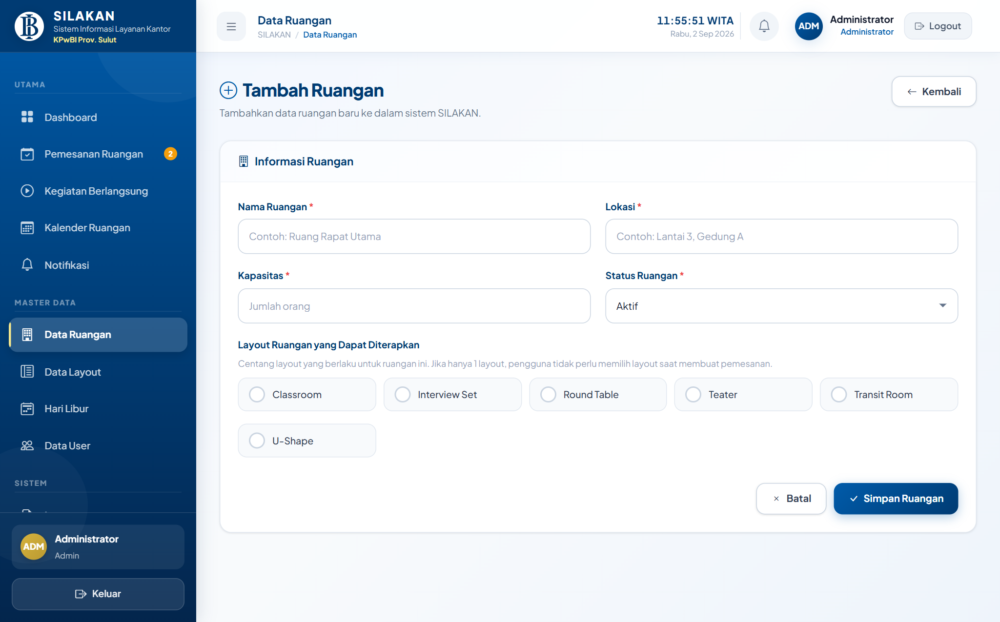 SILAKAN
Sistem Informasi Layanan Kantor
KPwBI Prov. Sulut
UTAMA
Dashboard
Pemesanan Ruangan 2
Kegiatan Berlangsung
Kalender Ruangan
Notifikasi
MASTER DATA
Data Ruangan
Data Layout
Hari Libur
Data User
SISTEM
ADM
Administrator
Admin
Keluar
Data Ruangan
SILAKAN / Data Ruangan
11:55:51 WITA
Rabu, 2 Sep 2026
ADM
Administrator
Administrator
Logout
Tambah Ruangan
Tambahkan data ruangan baru ke dalam sistem SILAKAN.
Kembali
Informasi Ruangan
Nama Ruangan *
Contoh: Ruang Rapat Utama
Lokasi *
Contoh: Lantai 3, Gedung A
Kapasitas *
Jumlah orang
Status Ruangan *
Aktif
Layout Ruangan yang Dapat Diterapkan
Centang layout yang berlaku untuk ruangan ini. Jika hanya 1 layout, pengguna tidak perlu memilih layout saat membuat pemesanan.
Classroom
Interview Set
Round Table
Teater
Transit Room
U-Shape
Batal
Simpan Ruangan